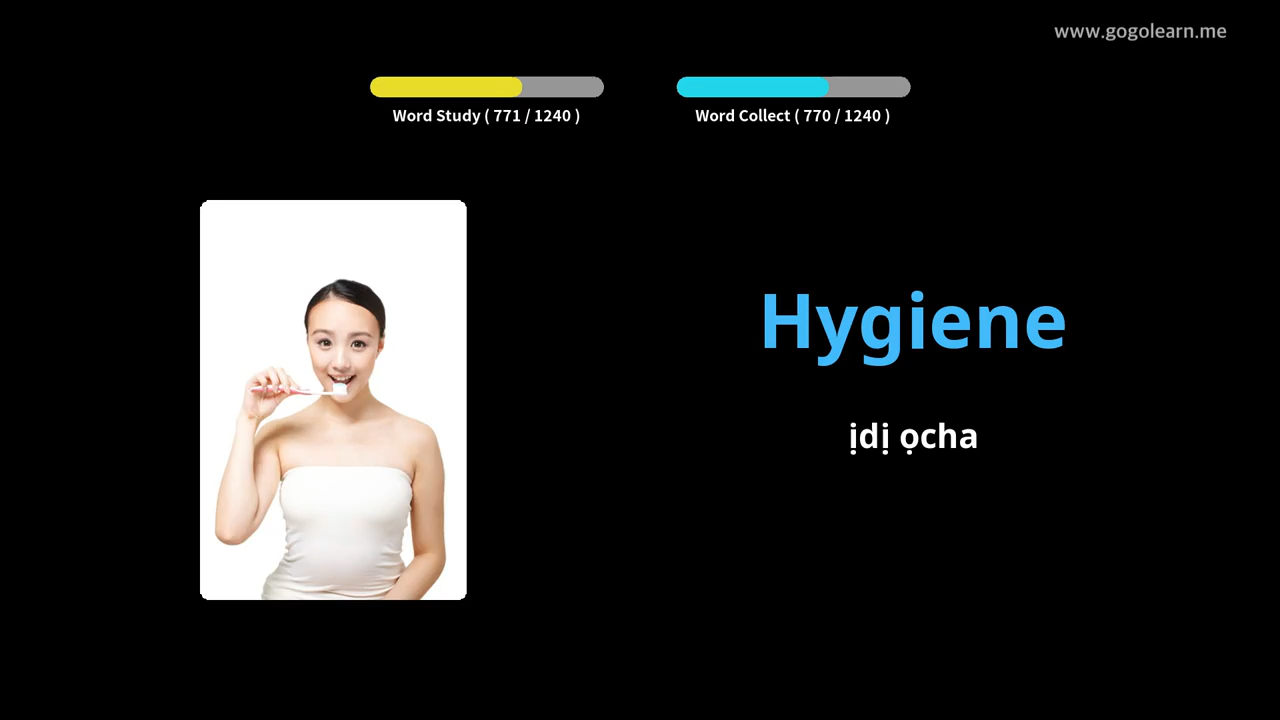 www.gogolearn.me
Word Study ( 771 / 1240 )
Word Collect ( 770 / 1240 )
Hygiene
ịdị ọcha